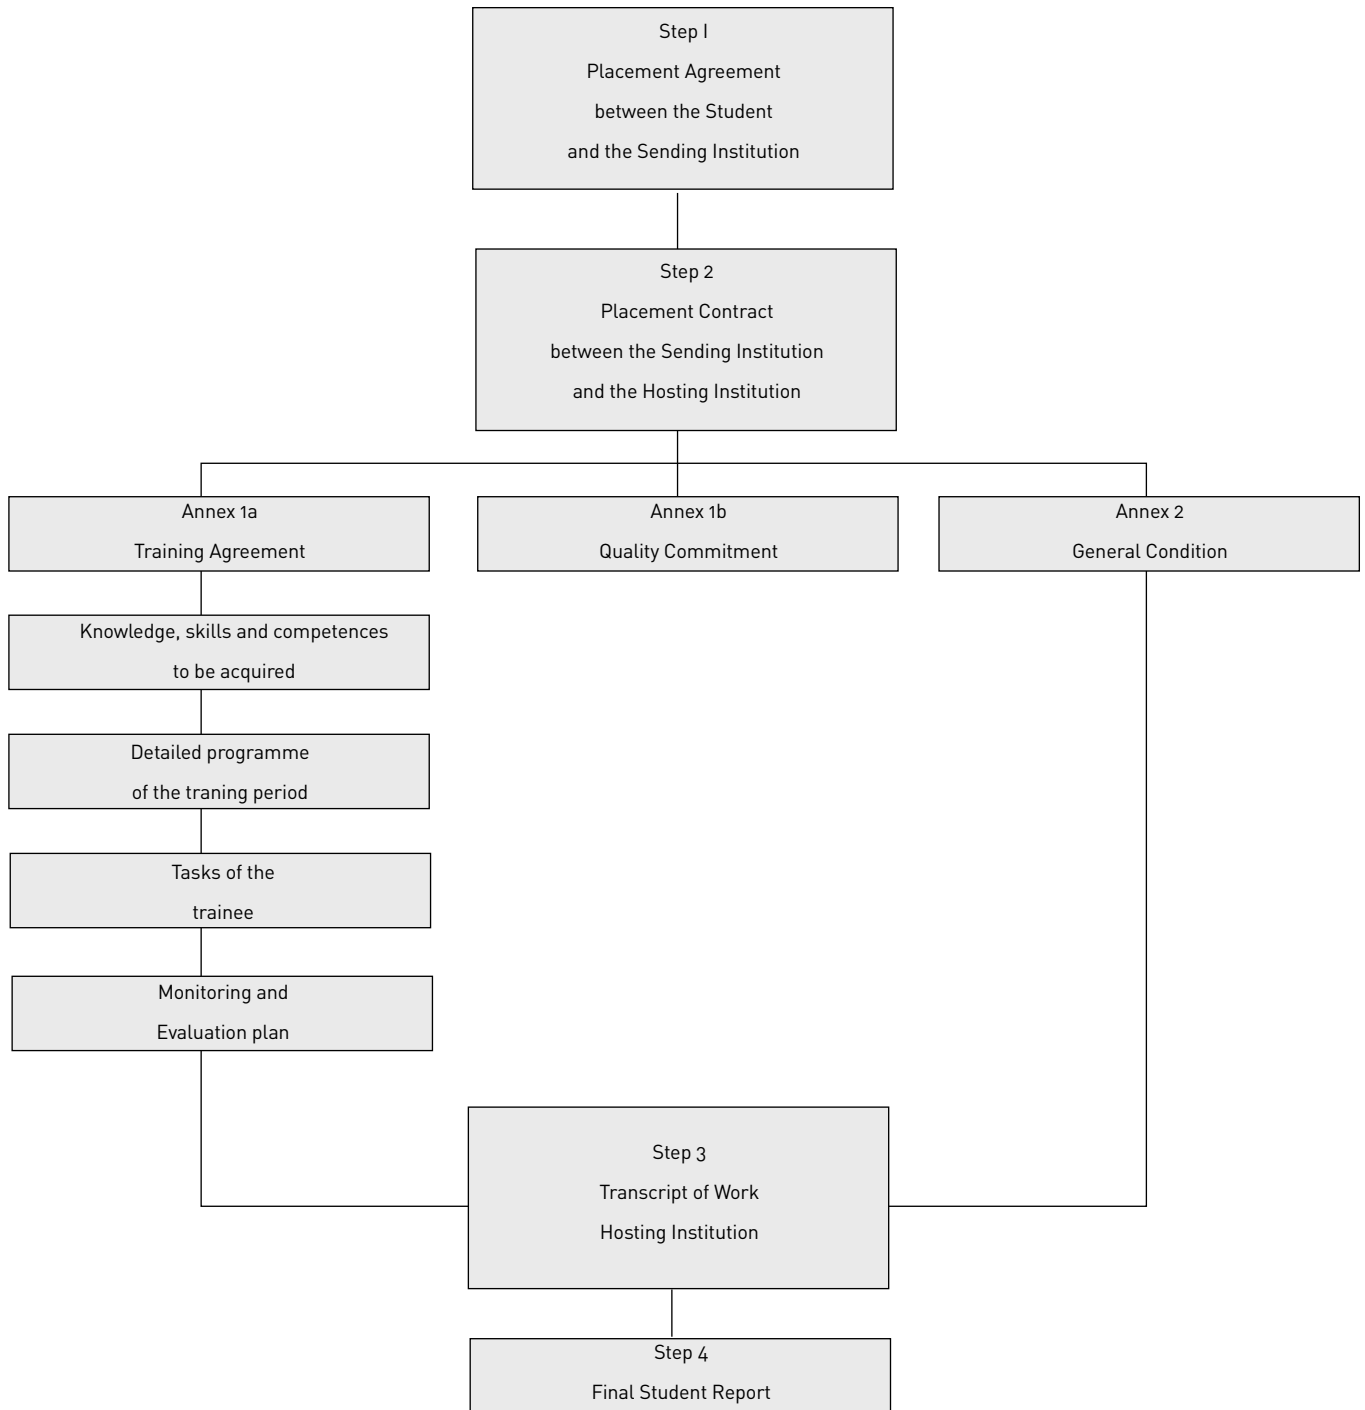 Step I
Placement Agreement
between the Student
and the Sending Institution
Step 2
Placement Contract
between the Sending Institution
and the Hosting Institution
Annex 1a
Training Agreement
Annex 1b
Quality Commitment
Annex 2
General Condition
Knowledge, skills and competences
to be acquired
Detailed programme
of the traning period
Tasks of the
trainee
Monitoring and
Evaluation plan
Step 3
Transcript of Work
Hosting Institution
Step 4
Final Student Report